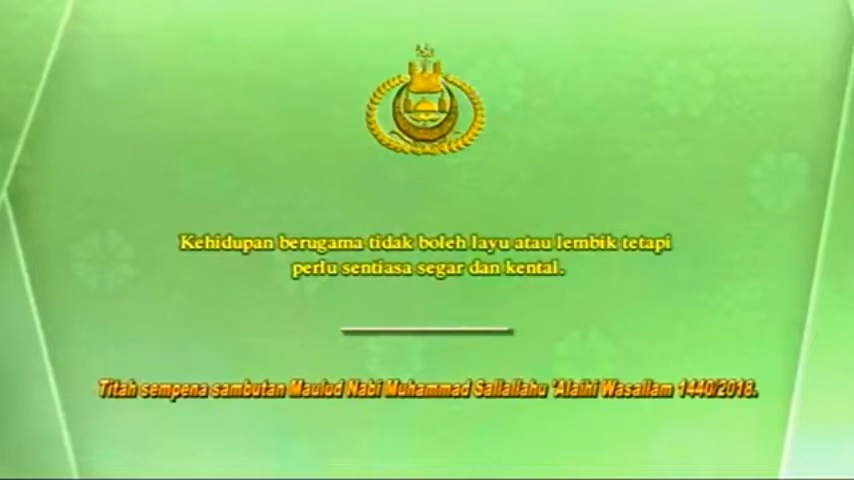 Kehidupan berugama tidak boleh layu atau lembik tetapi
perlu sentiasa segar dan kental.
Titah sempena sambutan Maulud Nabi Muhammad Sallallahu 'Alaihi Wasallam 1440/2018.